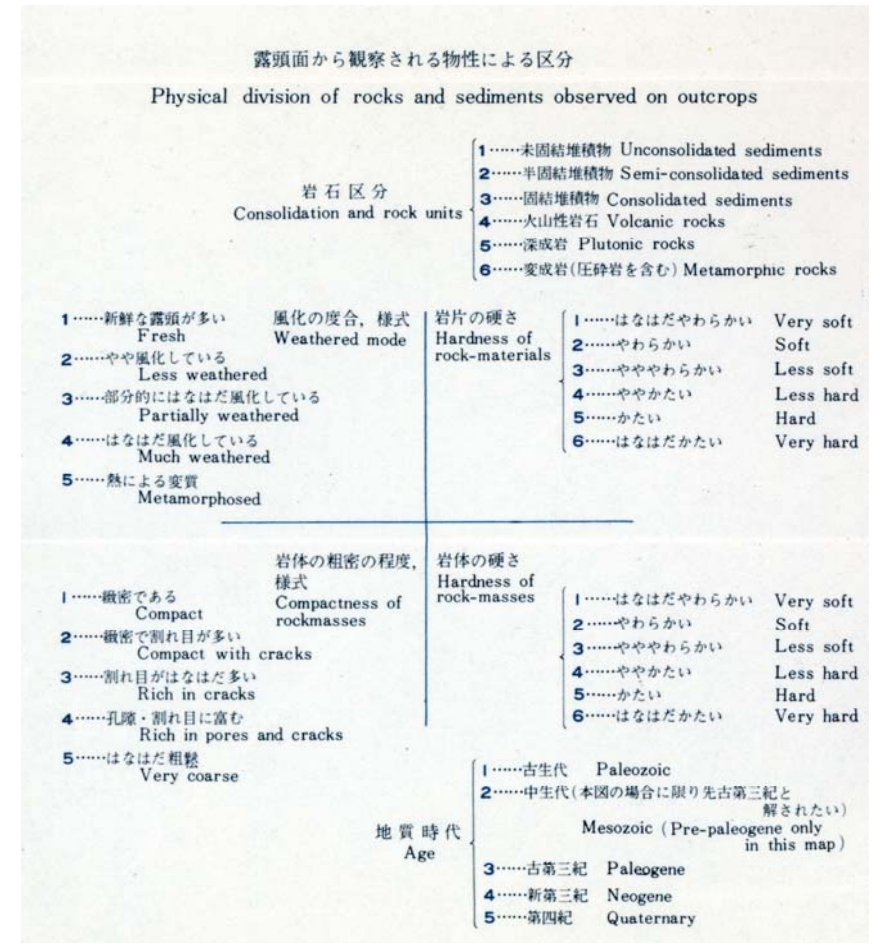 露頭面から観察される物性による区分
Physical division of rocks and sediments observed on outcrops
岩石区分
Consolidation and rock units
1……未固結堆積物 Unconsolidated sediments
2……半固結堆積物 Semi-consolidated sediments
3……固結堆積物 Consolidated sediments
4……火山性岩石 Volcanic rocks
5……深成岩 Plutonic rocks
6……変成岩(圧砕岩を含む) Metamorphic rocks
風化の度合，様式
Weathered mode
1……新鮮な露頭が多い
Fresh
2……やや風化している
Less weathered
3……部分的にはなはだ風化している
Partially weathered
4……はなはだ風化している
Much weathered
5……熱による変質
Metamorphosed
岩片の硬さ
Hardness of
rock-materials
1……はなはだやわらかい Very soft
2……やわらかい Soft
3……やややわらかい Less soft
4……ややかたい Less hard
5……かたい Hard
6……はなはだかたい Very hard
岩体の粗密の程度，
様式
Compactness of
rockmasses
1……緻密である
Compact
2……緻密で割れ目が多い
Compact with cracks
3……割れ目がはなはだ多い
Rich in cracks
4……孔隙・割れ目に富む
Rich in pores and cracks
5……はなはだ粗鬆
Very coarse
岩体の硬さ
Hardness of
rock-masses
1……はなはだやわらかい Very soft
2……やわらかい Soft
3……やややわらかい Less soft
4……ややかたい Less hard
5……かたい Hard
6……はなはだかたい Very hard
地質時代
Age
1……古生代 Paleozoic
2……中生代(本図の場合に限り先古第三紀と
解されたい)
Mesozoic (Pre-paleogene only
in this map)
3……古第三紀 Paleogene
4……新第三紀 Neogene
5……第四紀 Quaternary